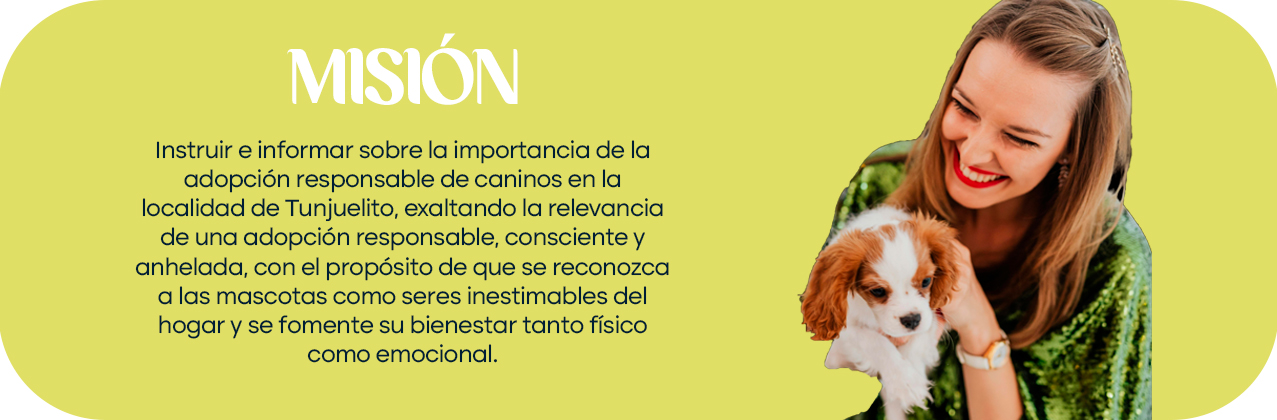 MISIÓN
Instruir e informar sobre la importancia de la
adopción responsable de caninos en la
localidad de Tunjuelito, exaltando la relevancia
de una adopción responsable, consciente y
anhelada, con el propósito de que se reconozca
a las mascotas como seres inestimables del
hogar y se fomente su bienestar tanto físico
como emocional.